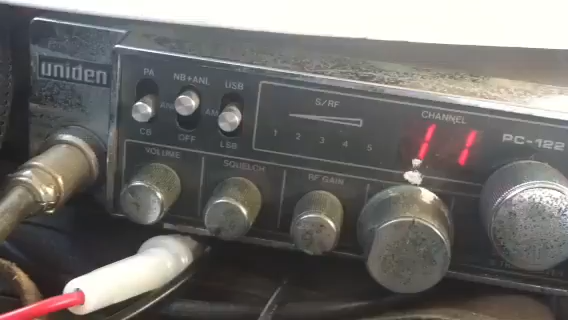 uniden
PA NB+ANL USB
ANL AM
CB OFF LSB
S/RF
1 2 3 4 5
CHANNEL
11
PC-122
VOLUME SQUELCH RF GAIN